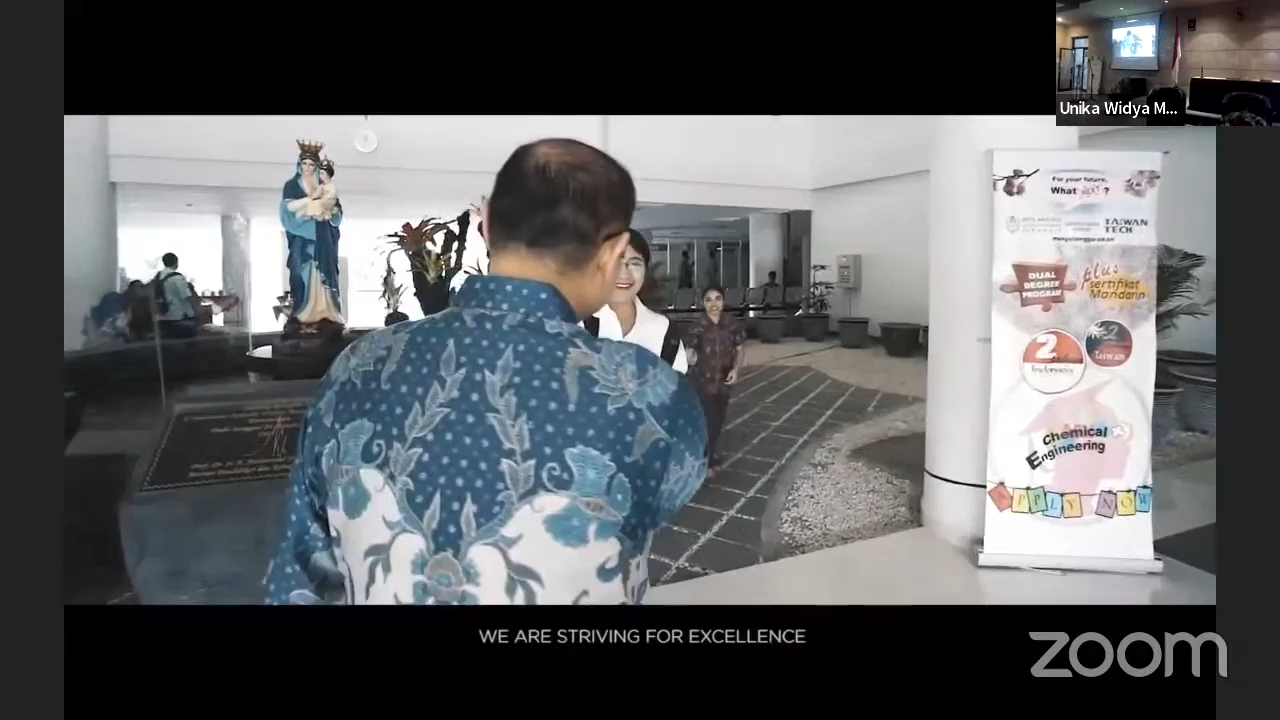 Unika Widya M...
For your future,
What next?
TAIWAN
TECH
menyelenggarakan
DUAL
DEGREE
PROGRAM
plus
sertifikat
Mandarin
2
Indonesia
2
Taiwan
Chemical
Engineering
APPLY NOW
WE ARE STRIVING FOR EXCELLENCE
zoom